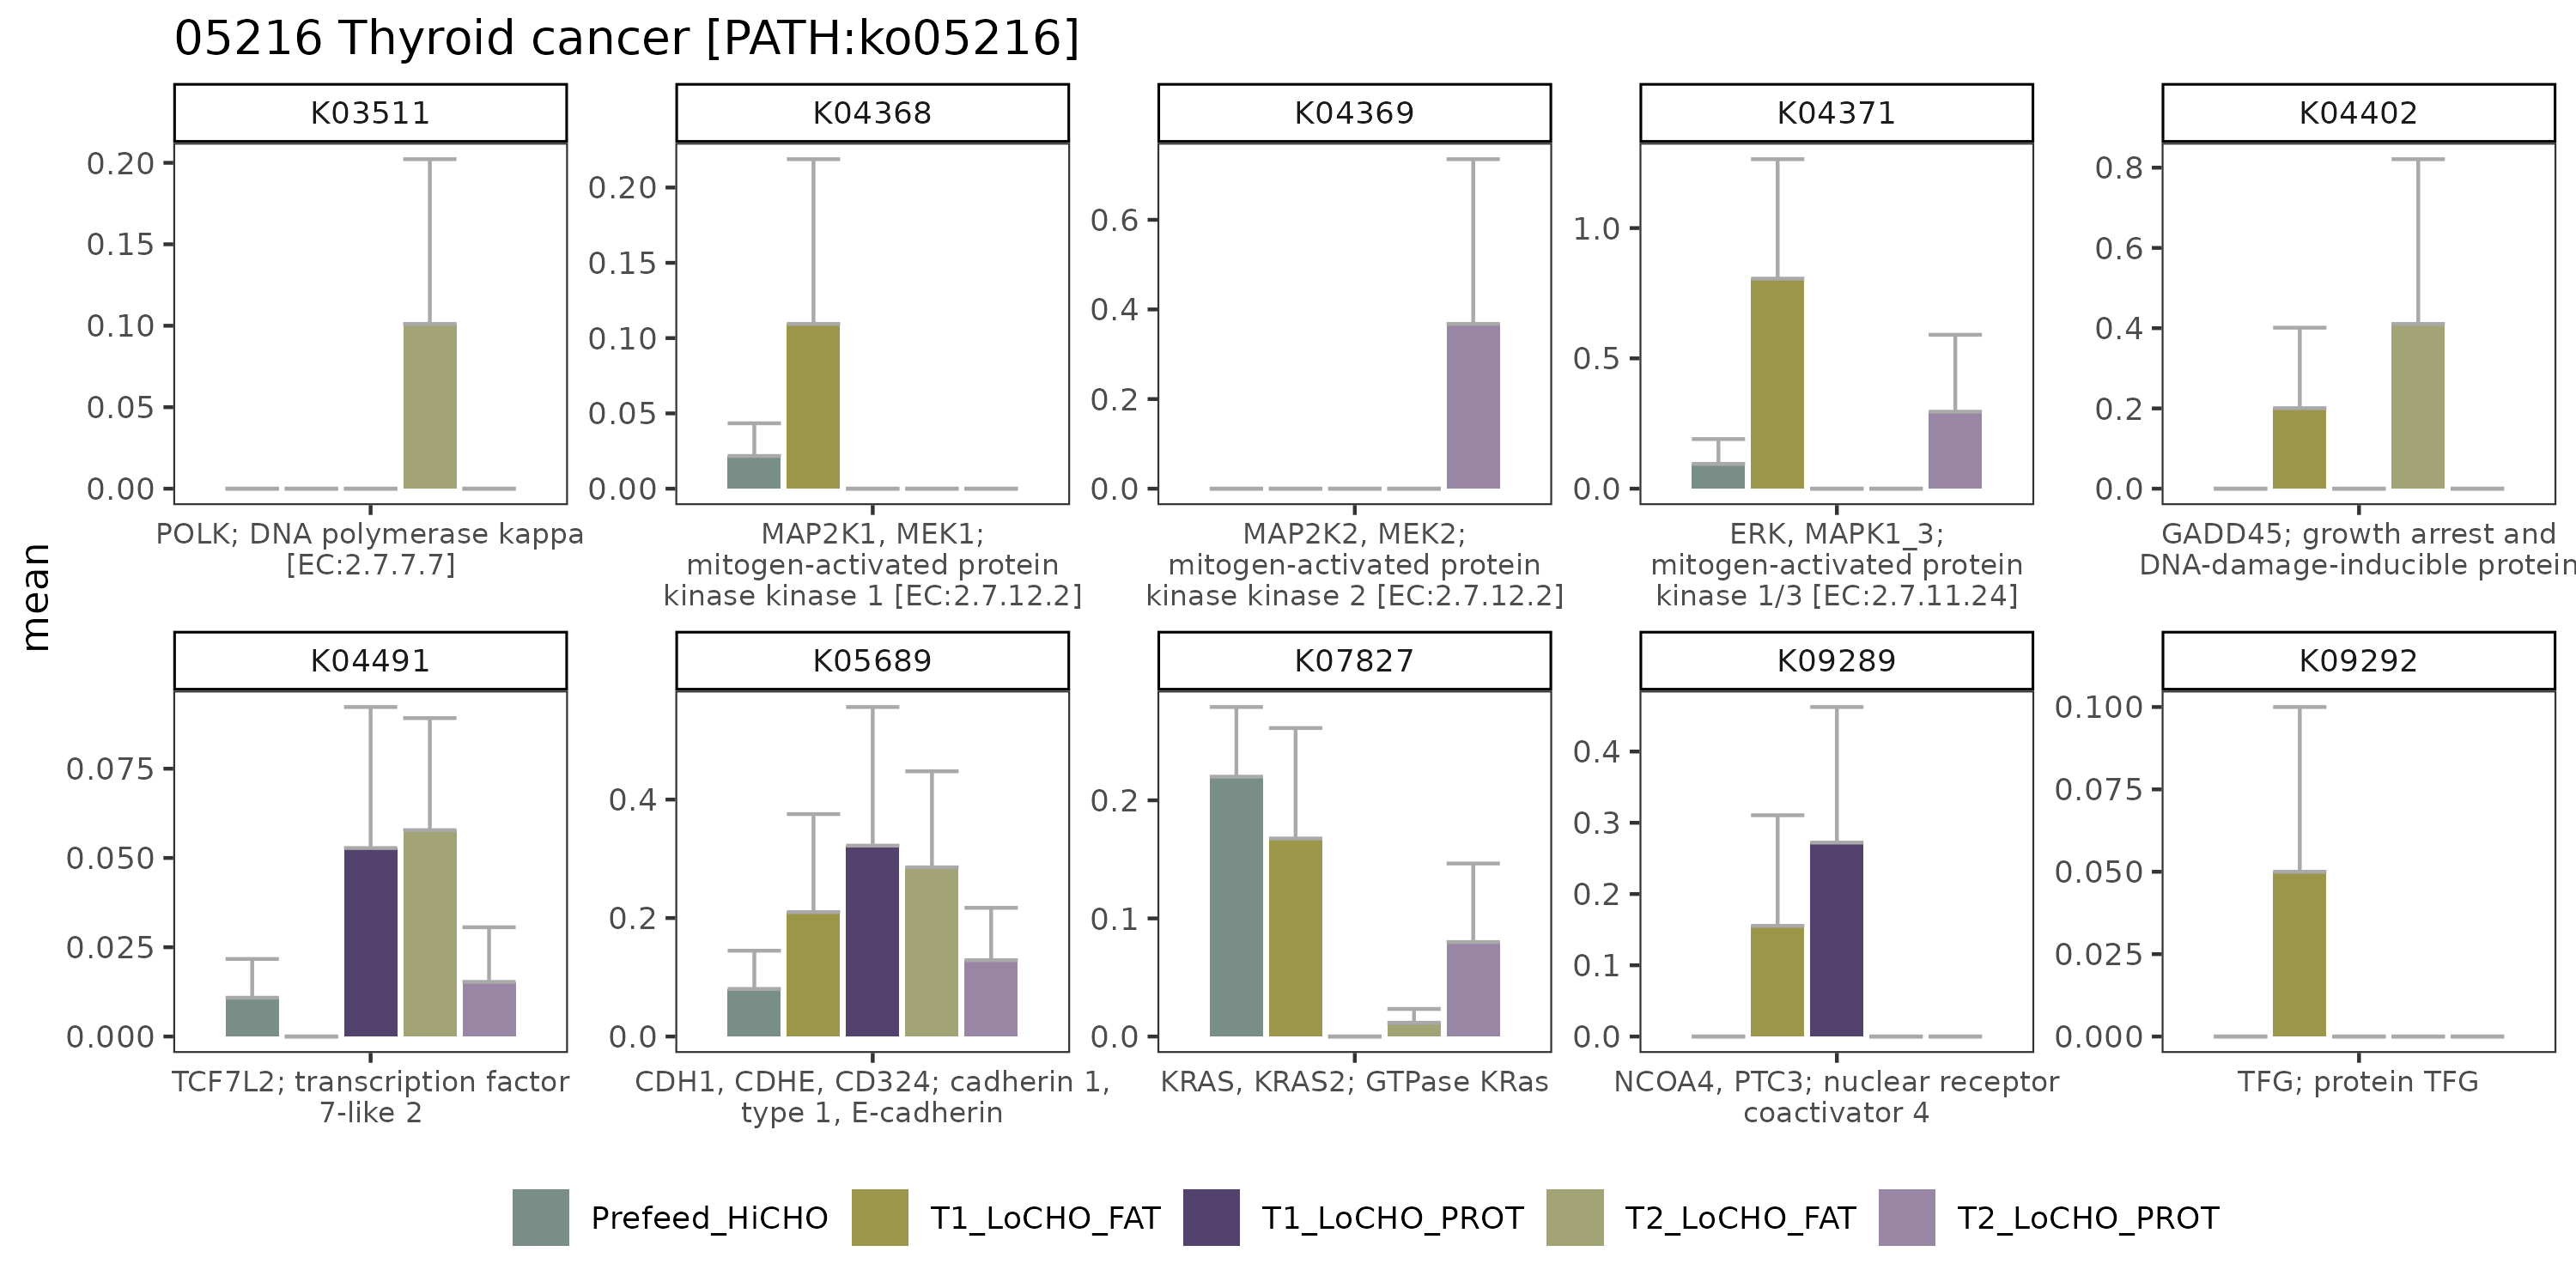 05216 Thyroid cancer [PATH:ko05216]
mean
K03511
0.20
0.15
0.10
0.05
0.00
POLK; DNA polymerase kappa
[EC:2.7.7.7]
K04368
0.20
0.15
0.10
0.05
0.00
MAP2K1, MEK1;
mitogen-activated protein
kinase kinase 1 [EC:2.7.12.2]
K04369
0.6
0.4
0.2
0.0
MAP2K2, MEK2;
mitogen-activated protein
kinase kinase 2 [EC:2.7.12.2]
K04371
1.0
0.5
0.0
ERK, MAPK1_3;
mitogen-activated protein
kinase 1/3 [EC:2.7.11.24]
K04402
0.8
0.6
0.4
0.2
0.0
GADD45; growth arrest and
DNA-damage-inducible protein
K04491
0.075
0.050
0.025
0.000
TCF7L2; transcription factor
7-like 2
K05689
0.4
0.2
0.0
CDH1, CDHE, CD324; cadherin 1,
type 1, E-cadherin
K07827
0.2
0.1
0.0
KRAS, KRAS2; GTPase KRas
K09289
0.4
0.3
0.2
0.1
0.0
NCOA4, PTC3; nuclear receptor
coactivator 4
K09292
0.100
0.075
0.050
0.025
0.000
TFG; protein TFG
Prefeed_HiCHO
T1_LoCHO_FAT
T1_LoCHO_PROT
T2_LoCHO_FAT
T2_LoCHO_PROT